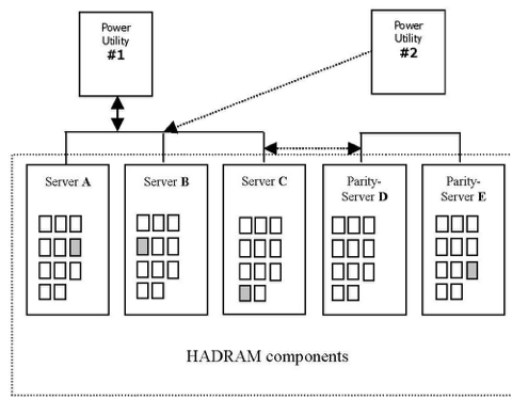 Power
Utility
#1
Power
Utility
#2
Server A
Server B
Server C
Parity-
Server D
Parity-
Server E
HADRAM components